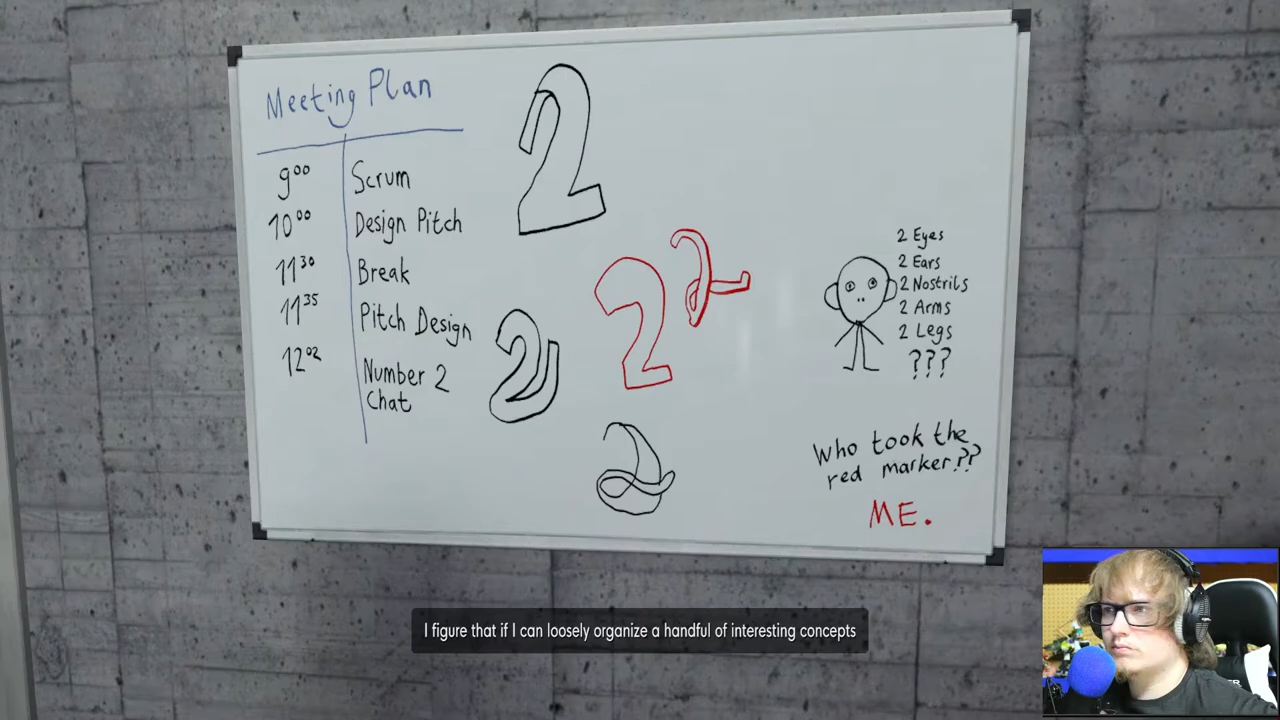 Meeting Plan
9⁰⁰ Scrum
10⁰⁰ Design Pitch
11³⁰ Break
11³⁵ Pitch Design
12⁰² Number 2
Chat
2
2
2
2
2
2
2 Eyes
2 Ears
2 Nostrils
2 Arms
2 Legs
???
Who took the
red marker??
ME.
I figure that if I can loosely organize a handful of interesting concepts